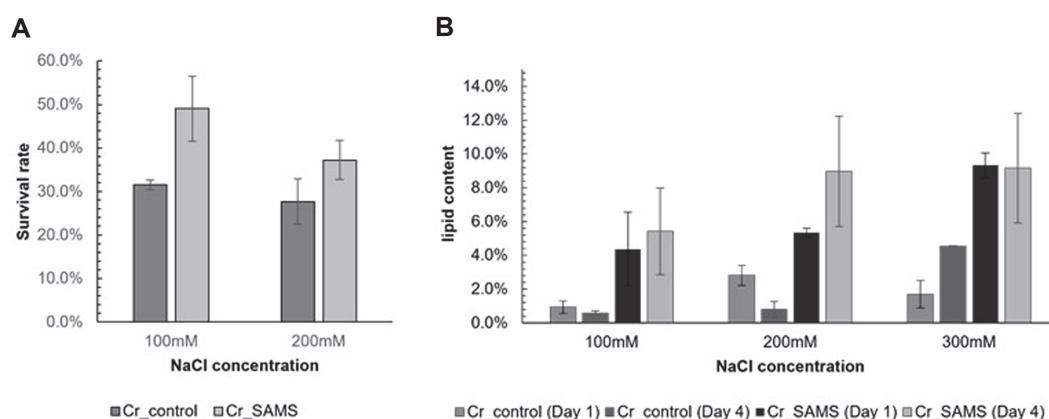 A
60.0%
50.0%
40.0%
30.0%
20.0%
10.0%
0.0%
Survival rate
100mM
200mM
NaCl concentration
Cr_control
Cr_SAMS
B
14.0%
12.0%
10.0%
8.0%
6.0%
4.0%
2.0%
0.0%
lipid content
100mM
200mM
300mM
NaCl concentration
Cr_control (Day 1)
Cr_control (Day 4)
Cr_SAMS (Day 1)
Cr_SAMS (Day 4)